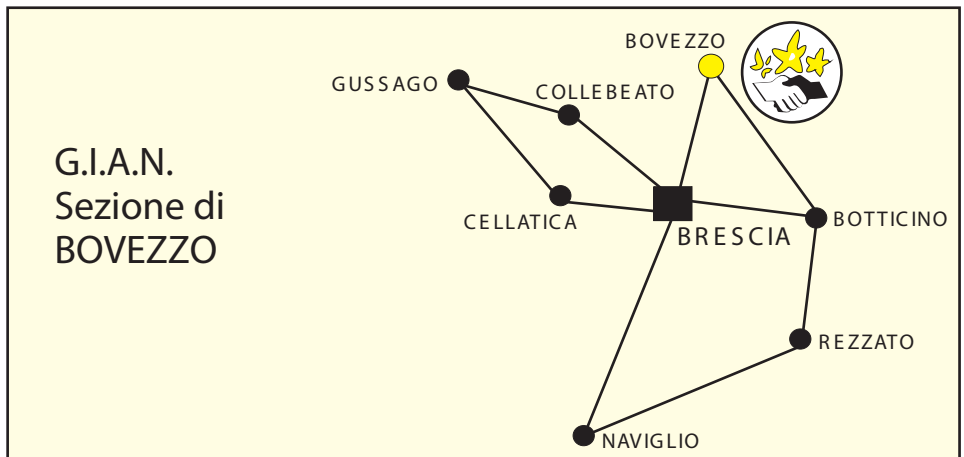 G.I.A.N.
Sezione di
BOVEZZO
BOVEZZO
GUSSAGO
COLLEBEATO
CELLATICA
BRESCIA
BOTTICINO
REZZATO
NAVIGLIO